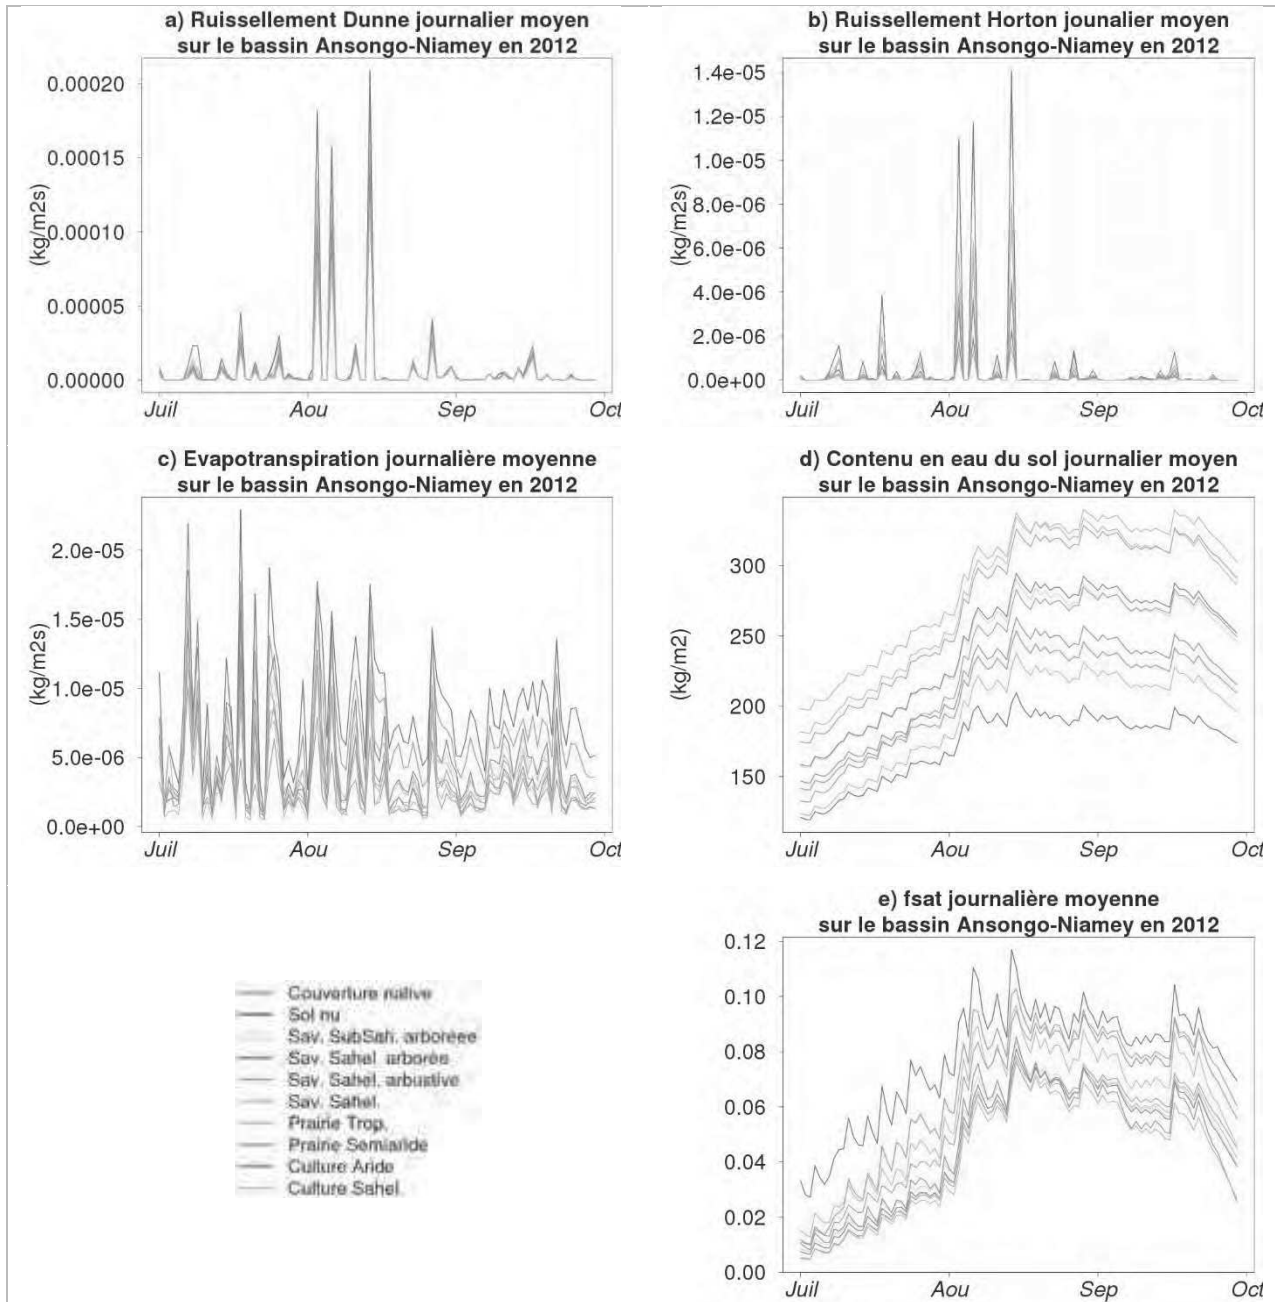 a) Ruissellement Dunne journalier moyen
sur le bassin Ansongo-Niamey en 2012
0.00020
0.00015
0.00010
0.00005
0.00000
(kg/m2s)
Juil Aou Sep Oct
b) Ruissellement Horton jounalier moyen
sur le bassin Ansongo-Niamey en 2012
1.4e-05
1.2e-05
1.0e-05
8.0e-06
6.0e-06
4.0e-06
2.0e-06
0.0e+00
(kg/m2s)
Juil Aou Sep Oct
c) Evapotranspiration journalière moyenne
sur le bassin Ansongo-Niamey en 2012
2.0e-05
1.5e-05
1.0e-05
5.0e-06
0.0e+00
(kg/m2s)
Juil Aou Sep Oct
d) Contenu en eau du sol journalier moyen
sur le bassin Ansongo-Niamey en 2012
300
250
200
150
(kg/m2)
Juil Aou Sep Oct
Couverture native
Sol nu
Sav. SubSah. arboréee
Sav. Sahel. arborée
Sav. Sahel. arbustive
Sav. Sahel.
Prairie Trop.
Prairie Semiaride
Culture Aride
Culture Sahel.
e) fsat journalière moyenne
sur le bassin Ansongo-Niamey en 2012
0.12
0.10
0.08
0.06
0.04
0.02
0.00
Juil Aou Sep Oct